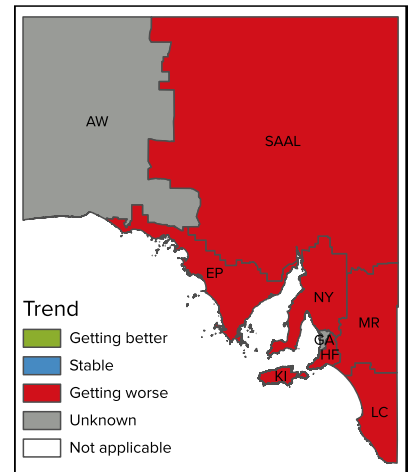 AW
SAAL
EP
NY
MR
GA
HF
KI
LC
Trend
Getting better
Stable
Getting worse
Unknown
Not applicable